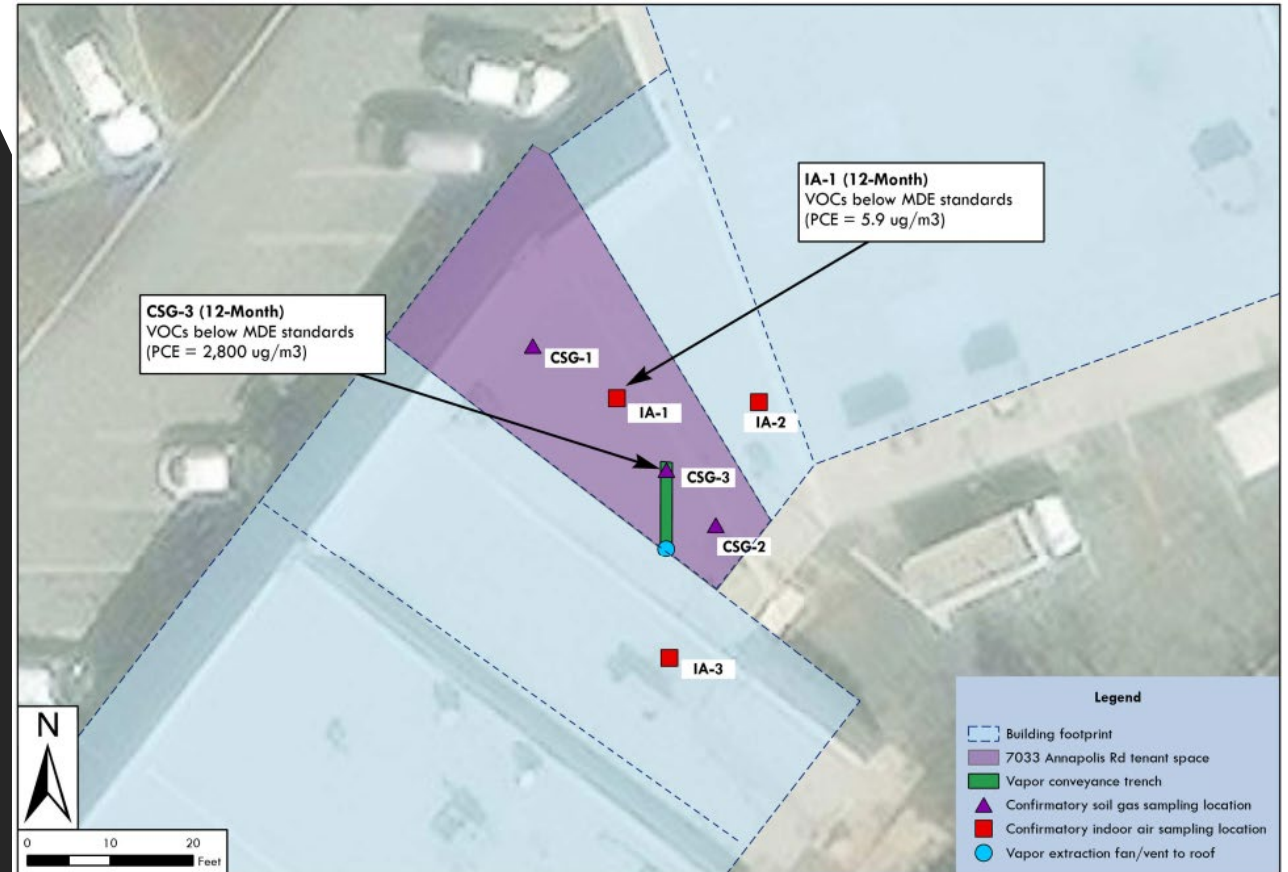 IA-1 (12-Month)
VOCs below MDE standards
(PCE = 5.9 ug/m3)
CSG-3 (12-Month)
VOCs below MDE standards
(PCE = 2,800 ug/m3)
CSG-1
IA-1
IA-2
CSG-3
CSG-2
IA-3
N
0 10 20
Feet
Legend
Building footprint
7033 Annapolis Rd tenant space
Vapor conveyance trench
Confirmatory soil gas sampling location
Confirmatory indoor air sampling location
Vapor extraction fan/vent to roof